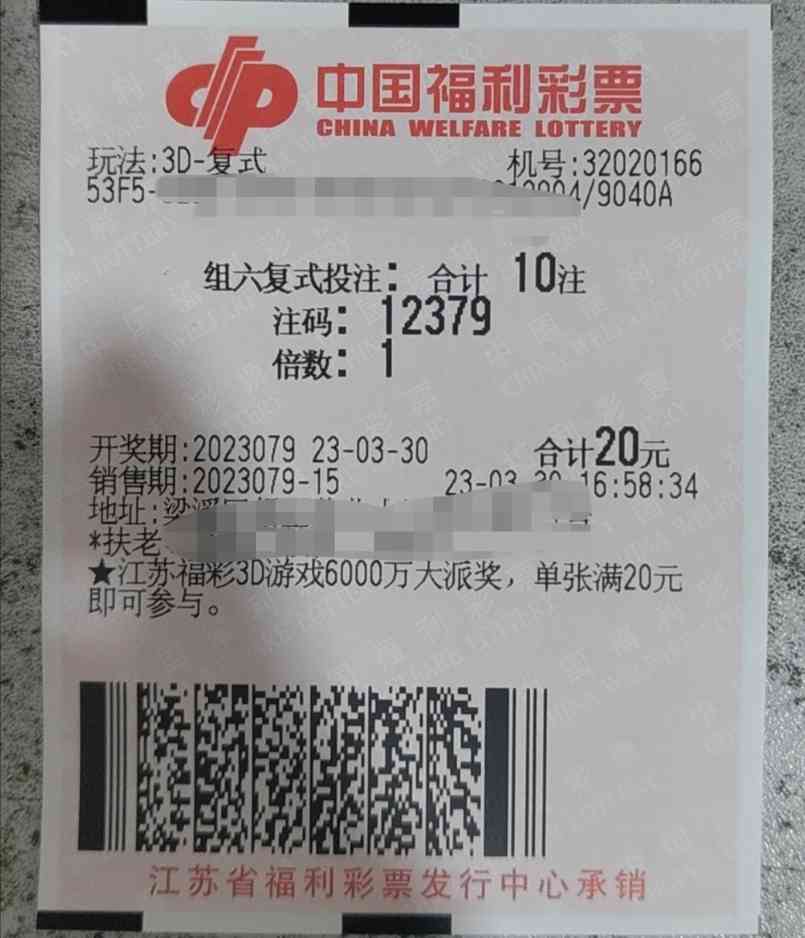 中国福利彩票
CHINA WELFARE LOTTERY
玩法:3D-复式 机号:32020166
53F5- /9040A
组六复式投注: 合计 10注
注码: 12379
倍数: 1
开奖期:2023079 23-03-30 合计20元
销售期:2023079-15 23-03 16:58:34
地址:梁溪
*扶老
★江苏福彩3D游戏6000万大派奖，单张满20元
即可参与。
江苏省福利彩票发行中心承销